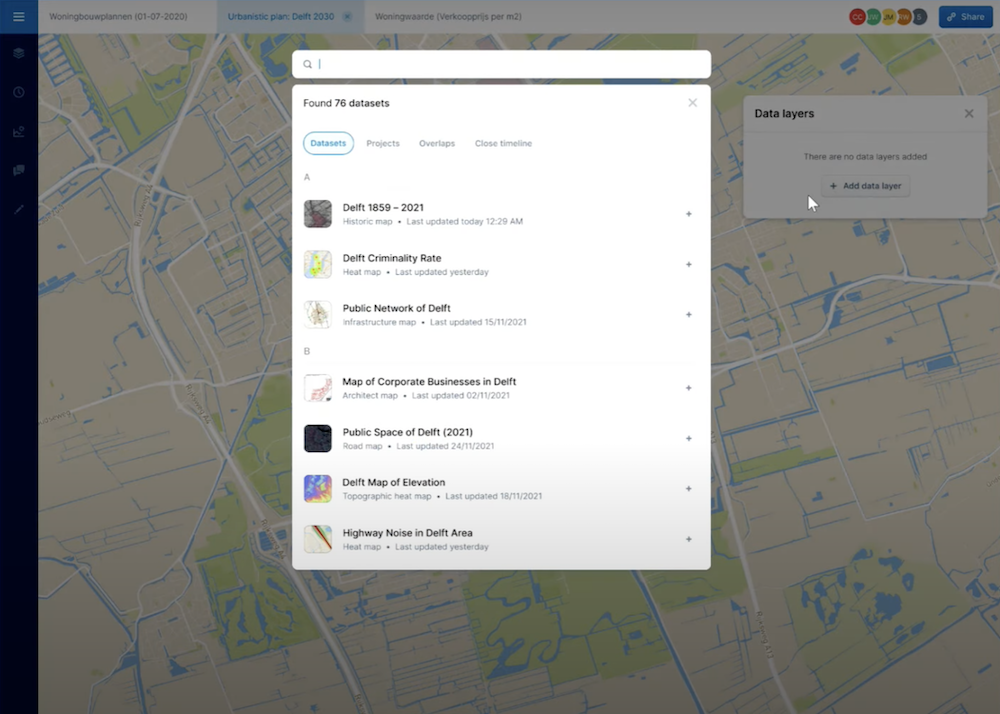 Woningbouwplannen (01-07-2020)
Urbanistic plan: Delft 2030
Woningwaarde (Verkoopprijs per m2)
CC
JM
RW
S
Share
Found 76 datasets
Datasets
Projects
Overlaps
Close timeline
A
Delft 1859 – 2021
Historic map • Last updated today 12:29 AM
Delft Criminality Rate
Heat map • Last updated yesterday
Public Network of Delft
Infrastructure map • Last updated 15/11/2021
B
Map of Corporate Businesses in Delft
Architect map • Last updated 02/11/2021
Public Space of Delft (2021)
Road map • Last updated 24/11/2021
Delft Map of Elevation
Topographic heat map • Last updated 18/11/2021
Highway Noise in Delft Area
Heat map • Last updated yesterday
Data layers
There are no data layers added
+ Add data layer